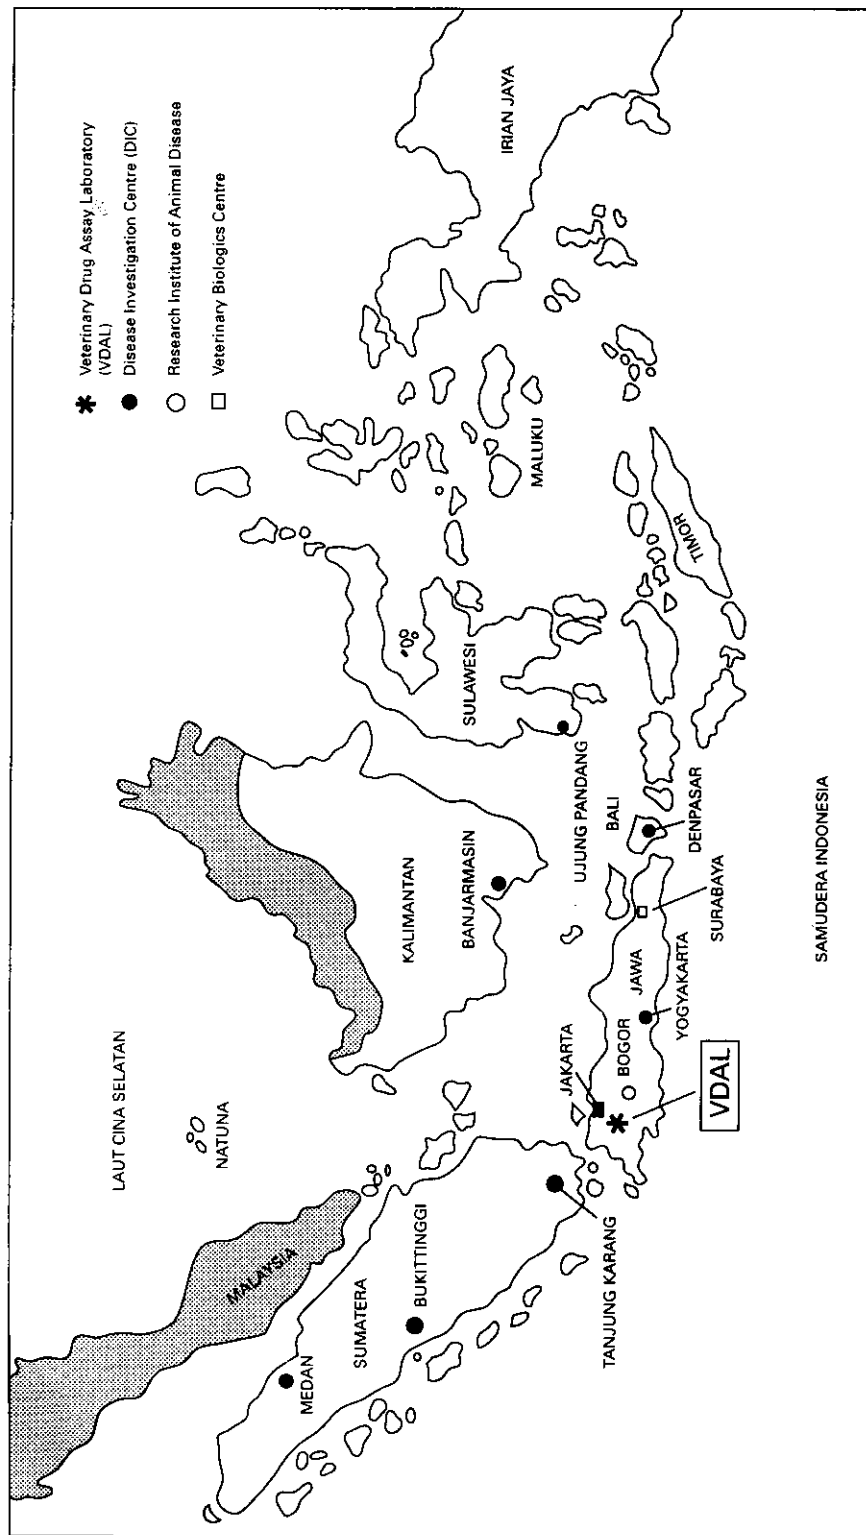 Veterinary Drug Assay Laboratory
(VDAL)
Disease Investigation Centre (DIC)
Research Institute of Animal Disease
Veterinary Biologics Centre
LAUT CINA SELATAN
NATUNA
MALAYSIA
MEDAN
SUMATERA
BUKITTINGGI
TANJUNG KARANG
KALIMANTAN
BANJARMASIN
SULAWESI
UJUNG PANDANG
MALUKU
IRIAN JAYA
JAKARTA
BOGOR
JAWA
YOGYAKARTA
SURABAYA
BALI
DENPASAR
TIMOR
VDAL
SAMUDERA INDONESIA